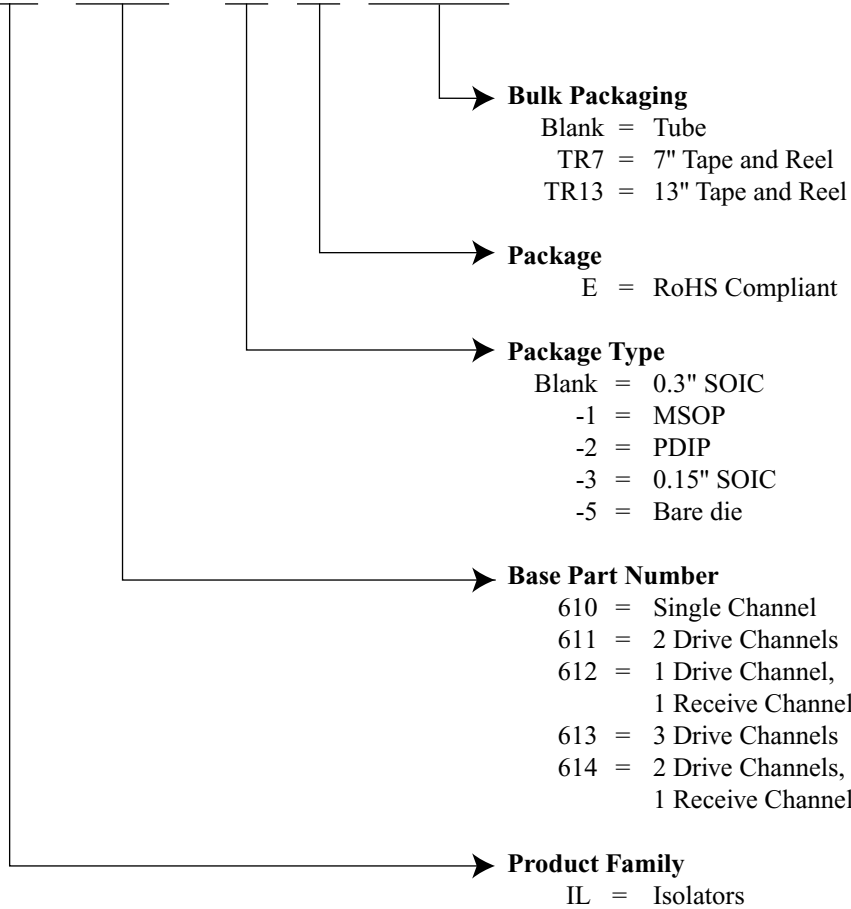 Bulk Packaging
Blank = Tube
TR7 = 7" Tape and Reel
TR13 = 13" Tape and Reel
Package
E = RoHS Compliant
Package Type
Blank = 0.3" SOIC
-1 = MSOP
-2 = PDIP
-3 = 0.15" SOIC
-5 = Bare die
Base Part Number
610 = Single Channel
611 = 2 Drive Channels
612 = 1 Drive Channel,
1 Receive Channel
613 = 3 Drive Channels
614 = 2 Drive Channels,
1 Receive Channel
Product Family
IL = Isolators